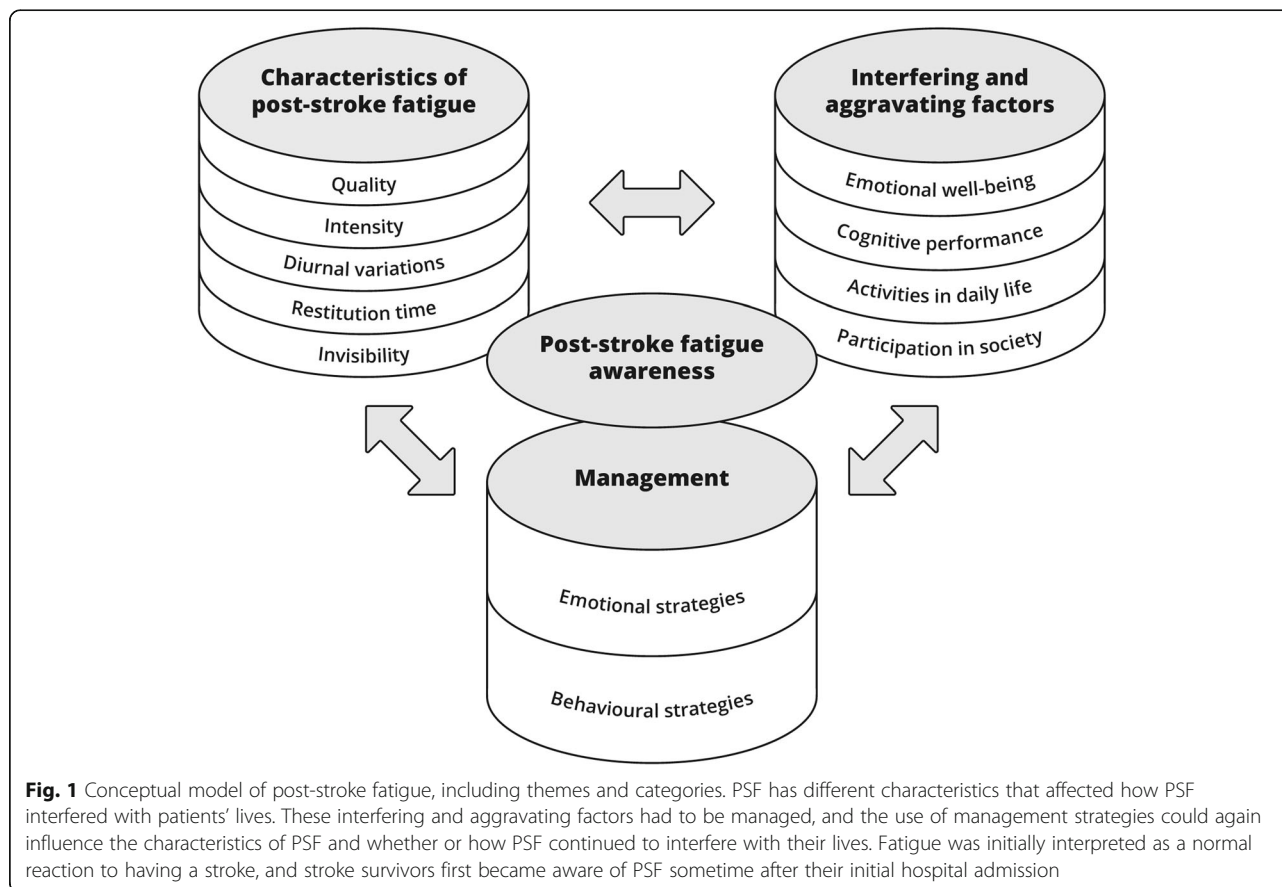 Characteristics of
post-stroke fatigue
Quality
Intensity
Diurnal variations
Restitution time
Invisibility
Interfering and
aggravating factors
Emotional well-being
Cognitive performance
Activities in daily life
Participation in society
Post-stroke fatigue
awareness
Management
Emotional strategies
Behavioural strategies
Fig. 1 Conceptual model of post-stroke fatigue, including themes and categories. PSF has different characteristics that affected how PSF
interfered with patients’ lives. These interfering and aggravating factors had to be managed, and the use of management strategies could again
influence the characteristics of PSF and whether or how PSF continued to interfere with their lives. Fatigue was initially interpreted as a normal
reaction to having a stroke, and stroke survivors first became aware of PSF sometime after their initial hospital admission